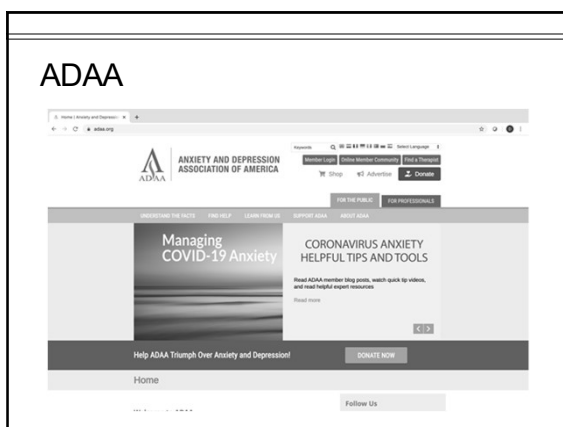 ADAA
Home | Anxiety and Depression
adaa.org
Keywords
Select Language
ADAA
ANXIETY AND DEPRESSION
ASSOCIATION OF AMERICA
Member Login Online Member Community Find a Therapist
Shop Advertise Donate
FOR THE PUBLIC FOR PROFESSIONALS
UNDERSTAND THE FACTS FIND HELP LEARN FROM US SUPPORT ADAA ABOUT ADAA
Managing
COVID-19 Anxiety
CORONAVIRUS ANXIETY
HELPFUL TIPS AND TOOLS
Read ADAA member blog posts, watch quick tip videos,
and read helpful expert resources
Read more
Help ADAA Triumph Over Anxiety and Depression! DONATE NOW
Home
Follow Us